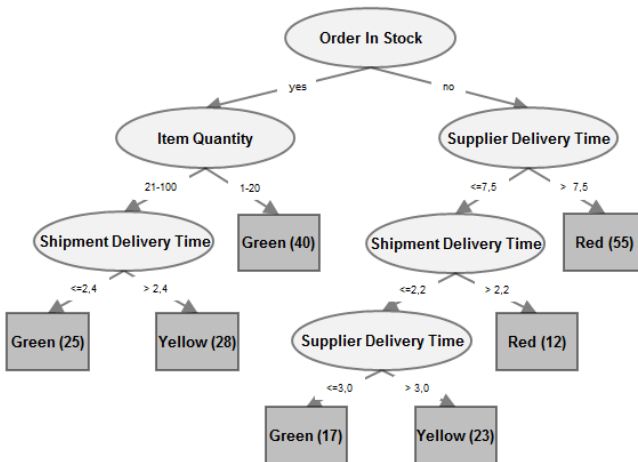 Order In Stock
yes
no
Item Quantity
Supplier Delivery Time
21-100
1-20
<=7,5
> 7,5
Shipment Delivery Time
Green (40)
Shipment Delivery Time
Red (55)
<=2,4
> 2,4
<=2,2
> 2,2
Green (25)
Yellow (28)
Supplier Delivery Time
Red (12)
<=3,0
> 3,0
Green (17)
Yellow (23)